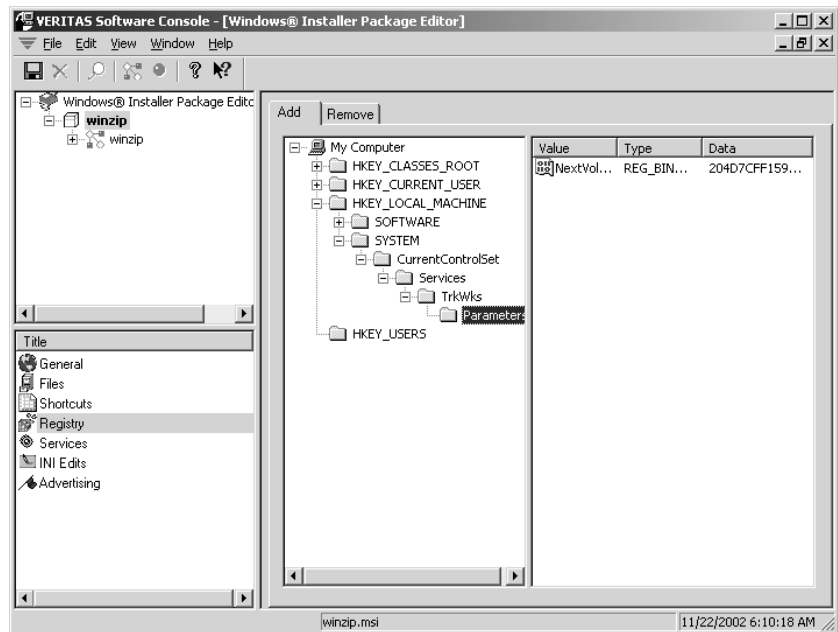 VERITAS Software Console - [Windows® Installer Package Editor]
File Edit View Window Help
Windows® Installer Package Editc
winzip
winzip
Title
General
Files
Shortcuts
Registry
Services
INI Edits
Advertising
Add Remove
My Computer
HKEY_CLASSES_ROOT
HKEY_CURRENT_USER
HKEY_LOCAL_MACHINE
SOFTWARE
SYSTEM
CurrentControlSet
Services
TrkWks
Parameters
HKEY_USERS
Value Type Data
NextVol... REG_BIN... 204D7CFF159...
winzip.msi 11/22/2002 6:10:18 AM